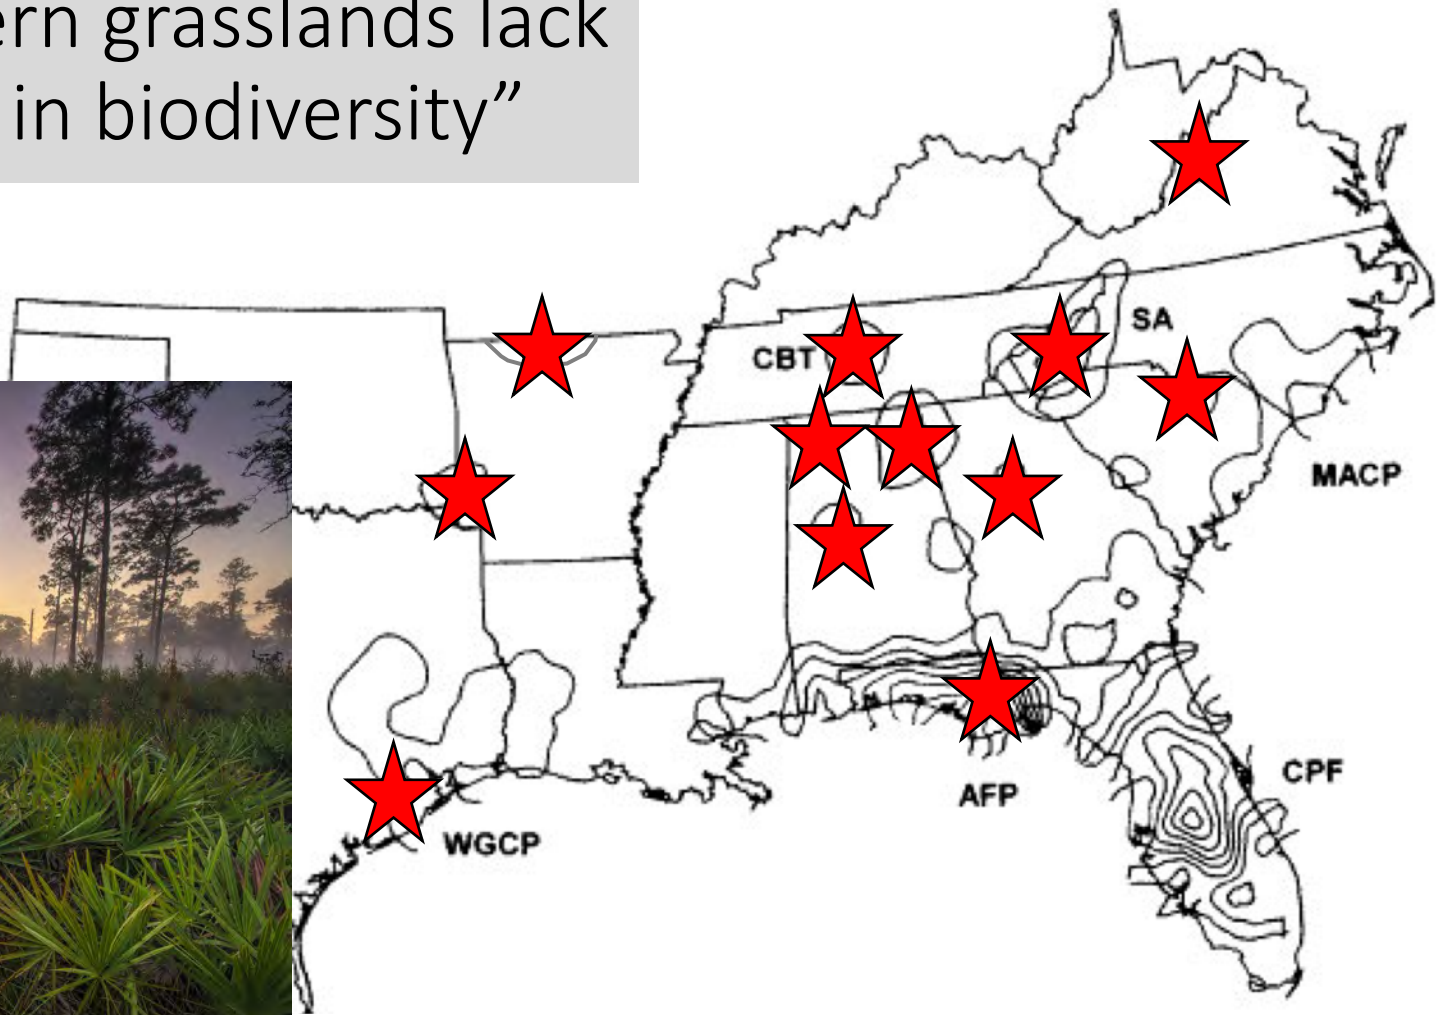 ern grasslands lack
in biodiversity”
SA
CBT
MACP
CPF
AFP
WGCP